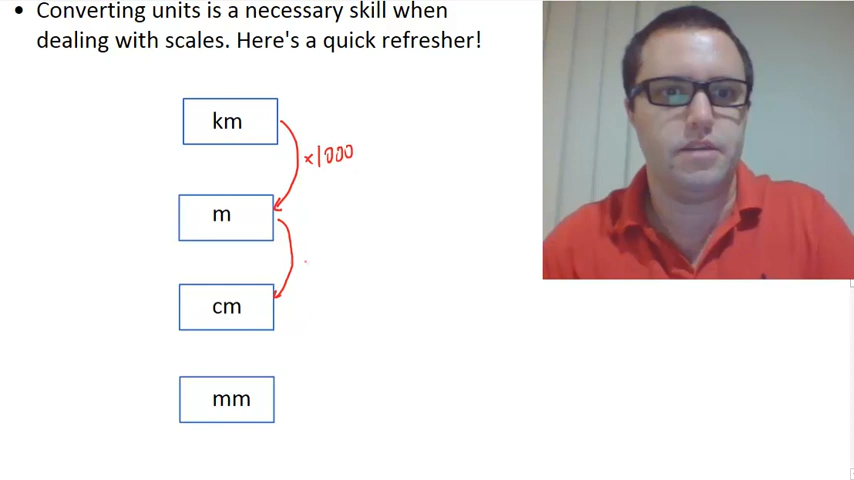 • Converting units is a necessary skill when
dealing with scales. Here's a quick refresher!
km
×1000
m
cm
mm